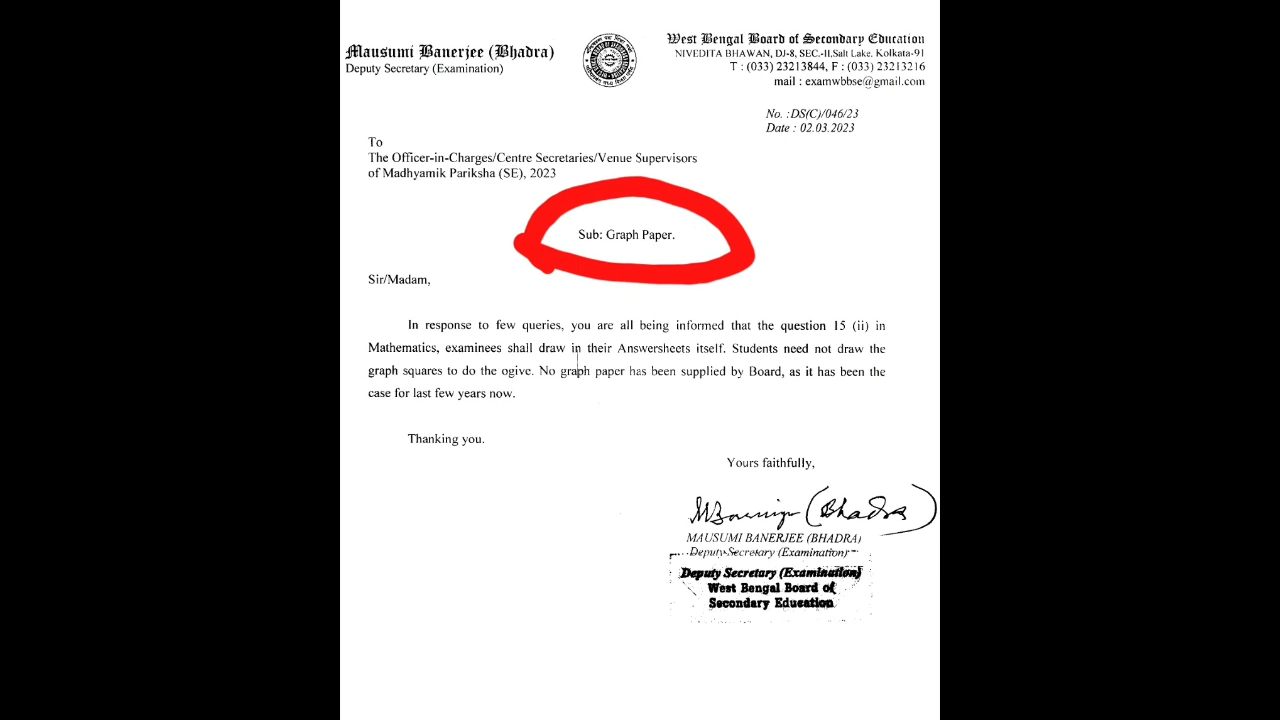 Mausumi Banerjee (Bhadra)
Deputy Secretary (Examination)
West Bengal Board of Secondary Education
NIVEDITA BHAWAN, DJ-8, SEC.-II,Salt Lake, Kolkata-91
T : (033) 23213844, F : (033) 23213216
mail : examwbbse@gmail.com
No. :DS(C)/046/23
Date : 02.03.2023
To
The Officer-in-Charges/Centre Secretaries/Venue Supervisors
of Madhyamik Pariksha (SE), 2023
Sub: Graph Paper.
Sir/Madam,
In response to few queries, you are all being informed that the question 15 (ii) in
Mathematics, examinees shall draw in their Answersheets itself. Students need not draw the
graph squares to do the ogive. No graph paper has been supplied by Board, as it has been the
case for last few years now.
Thanking you.
Yours faithfully,
MBanerjee (Bhadra)
MAUSUMI BANERJEE (BHADRA)
Deputy Secretary (Examination)
Deputy Secretary (Examination)
West Bengal Board of
Secondary Education